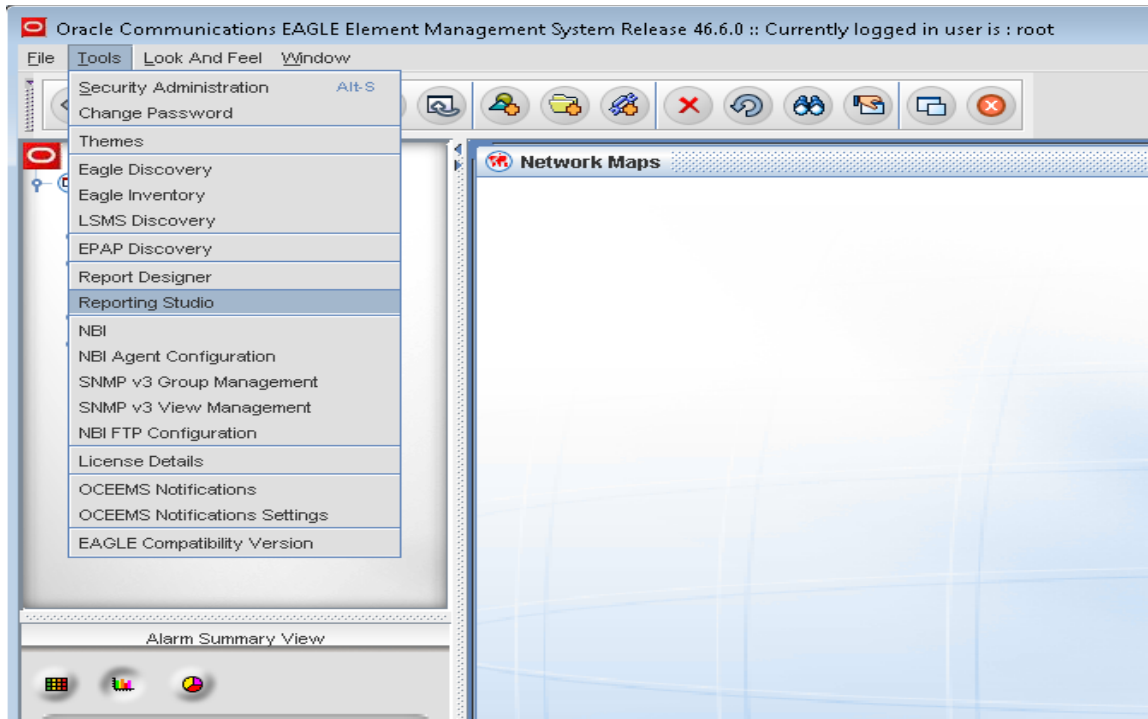 Oracle Communications EAGLE Element Management System Release 46.6.0 :: Currently logged in user is : root
File Tools Look And Feel Window
Security Administration Alt-S
Change Password
Themes
Eagle Discovery
Eagle Inventory
LSMS Discovery
EPAP Discovery
Report Designer
Reporting Studio
NBI
NBI Agent Configuration
SNMP v3 Group Management
SNMP v3 View Management
NBI FTP Configuration
License Details
OCEEMS Notifications
OCEEMS Notifications Settings
EAGLE Compatibility Version
Network Maps
Alarm Summary View